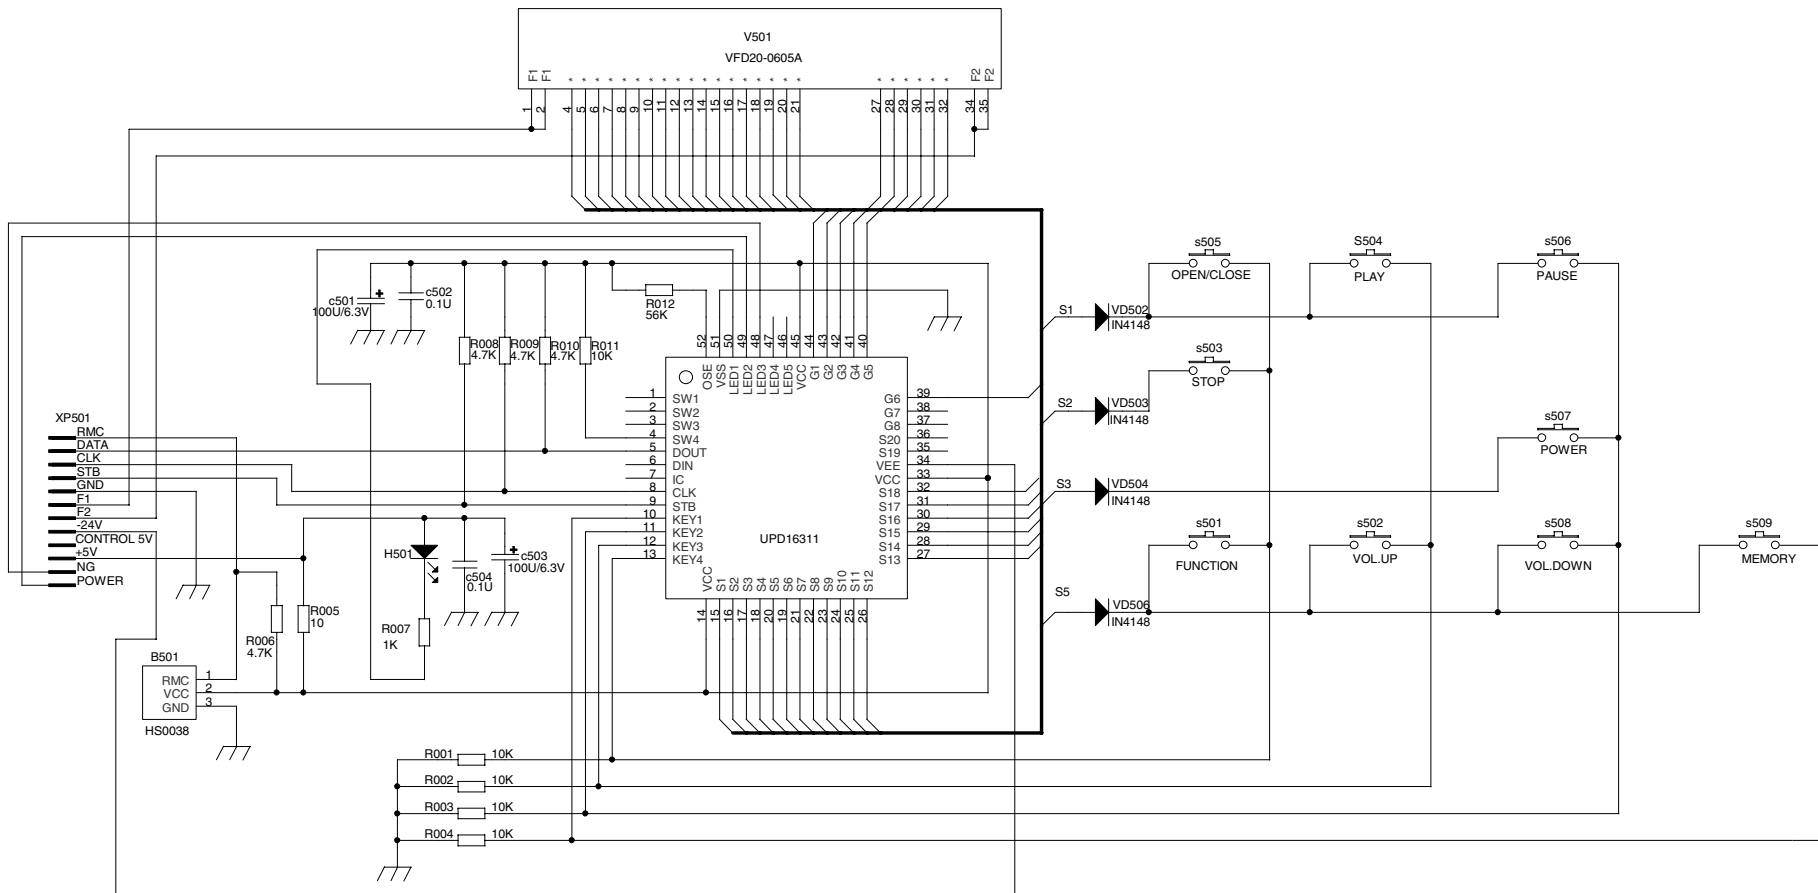 V501
VFD20-0605A
F1 F1 * * * * * * * * * * * * * * * * * * * * * * * * F2 F2
1 2 4 5 6 7 8 9 10 11 12 13 14 15 16 17 18 19 20 21 27 28 29 30 31 32 34 35
s505
OPEN/CLOSE
S504
PLAY
s506
PAUSE
c501
100U/6.3V
+
c502
0.1U
R012
56K
R008
4.7K
R009
4.7K
R010
4.7K
R011
10K
S1
VD502
IN4148
s503
STOP
S2
VD503
IN4148
s507
POWER
S3
VD504
IN4148
s501
FUNCTION
s502
VOL.UP
s508
VOL.DOWN
s509
MEMORY
S5
VD506
IN4148
52 51 50 49 48 47 46 45 44 43 42 41 40
OSE VSS LED1 LED2 LED3 LED4 LED5 VCC G1 G2 G3 G4 G5
1 SW1
2 SW2
3 SW3
4 SW4
5 DOUT
6 DIN
7 IC
8 CLK
9 STB
10 KEY1
11 KEY2
12 KEY3
13 KEY4
G6 39
G7 38
G8 37
S20 36
S19 35
VEE 34
VCC 33
S18 32
S17 31
S16 30
S15 29
S14 28
S13 27
UPD16311
VCC S1 S2 S3 S4 S5 S6 S7 S8 S9 S10 S11 S12
14 15 16 17 18 20 19 21 22 23 24 25 26
XP501
RMC
DATA
CLK
STB
GND
F1
F2
-24V
CONTROL 5V
+5V
NG
POWER
H501
c504
0.1U
+
c503
100U/6.3V
R006
4.7K
R005
10
R007
1K
B501
RMC 1
VCC 2
GND 3
HS0038
R001 10K
R002 10K
R003 10K
R004 10K